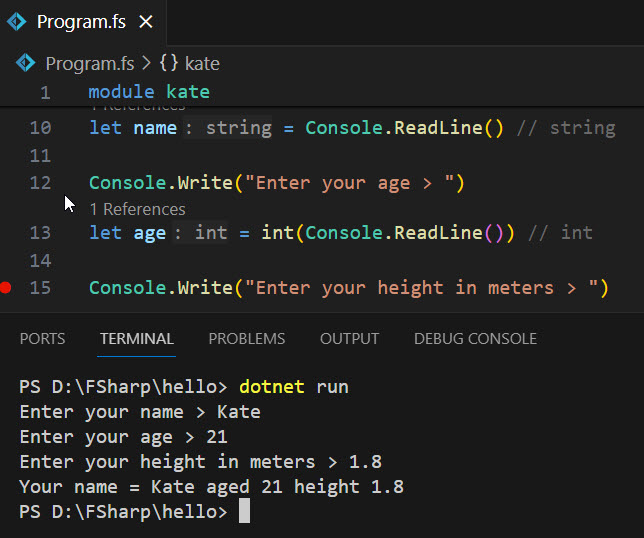 Program.fs
Program.fs > {} kate
1 module kate
1 References
10 let name : string = Console.ReadLine() // string
11
12 Console.Write("Enter your age > ")
1 References
13 let age : int = int(Console.ReadLine()) // int
14
15 Console.Write("Enter your height in meters > ")
PORTS TERMINAL PROBLEMS OUTPUT DEBUG CONSOLE
PS D:\FSharp\hello> dotnet run
Enter your name > Kate
Enter your age > 21
Enter your height in meters > 1.8
Your name = Kate aged 21 height 1.8
PS D:\FSharp\hello>